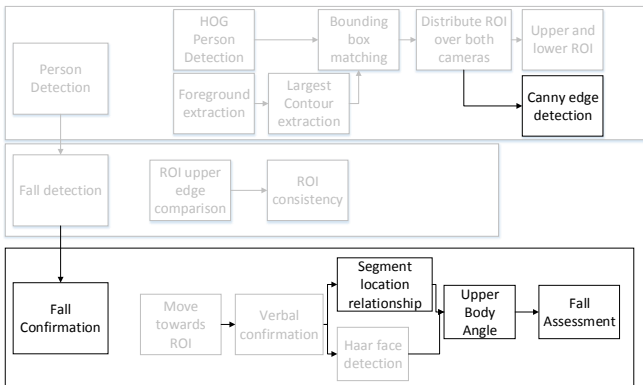 HOG
Person
Detection
Bounding
box
matching
Distribute ROI
over both
cameras
Upper and
lower ROI
Person
Detection
Foreground
extraction
Largest
Contour
extraction
Canny edge
detection
Fall detection
ROI upper
edge
comparison
ROI
consistency
Fall
Confirmation
Move
towards
ROI
Verbal
confirmation
Segment
location
relationship
Haar face
detection
Upper
Body
Angle
Fall
Assessment